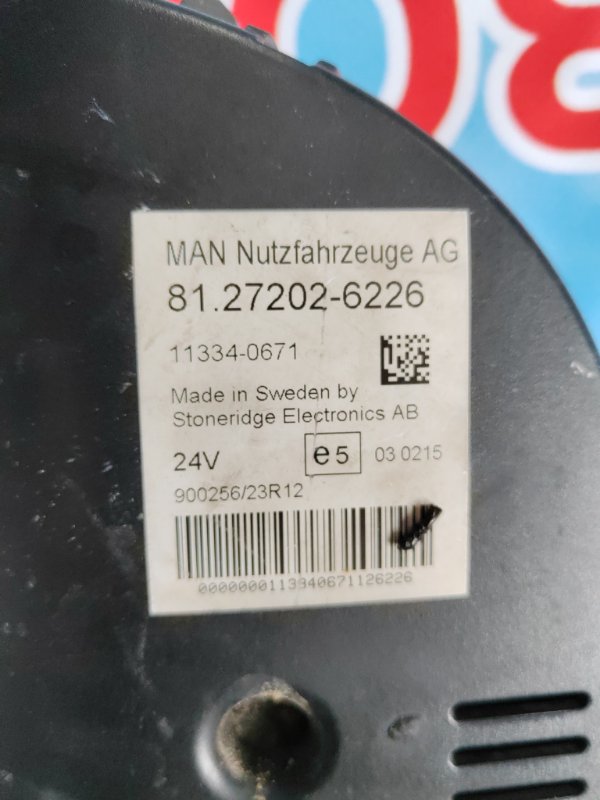 MAN Nutzfahrzeuge AG
81.27202-6226
11334-0671
Made in Sweden by
Stoneridge Electronics AB
24V e5 03 0215
900256/23R12
0000000113340671126226